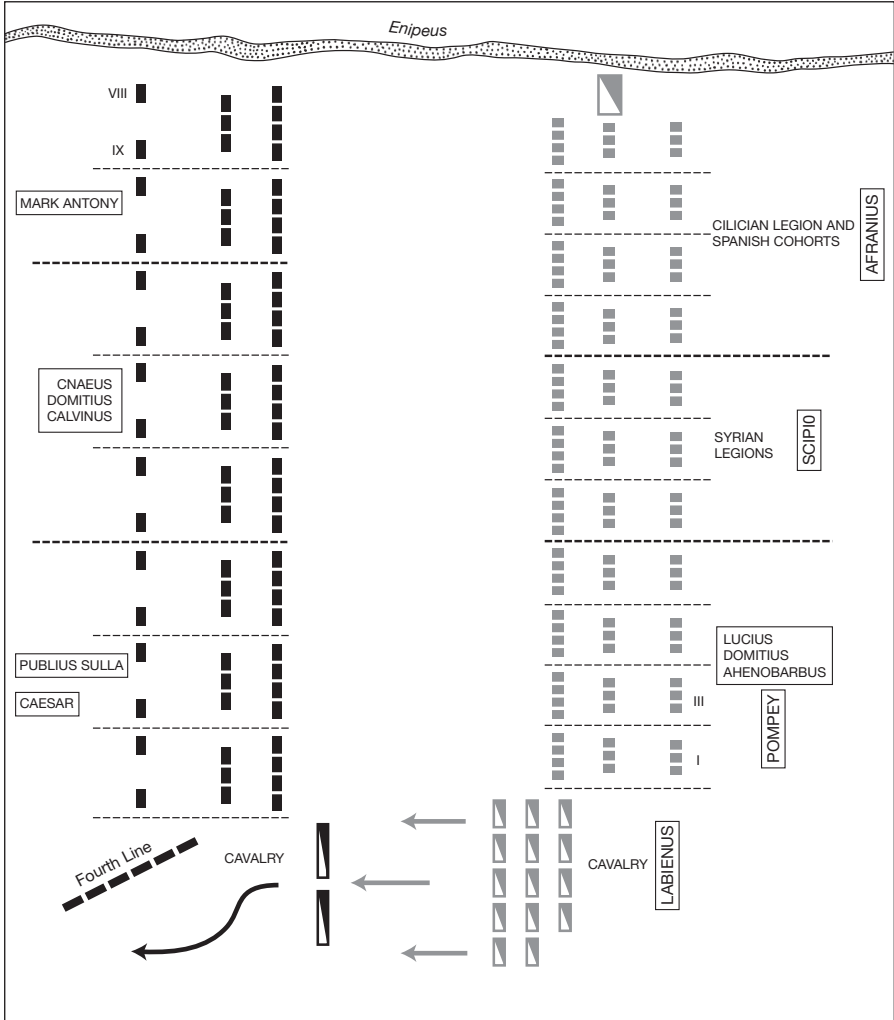 Enipeus
VIII
IX
MARK ANTONY
CNAEUS
DOMITIUS
CALVINUS
PUBLIUS SULLA
CAESAR
Fourth Line
CAVALRY
CILICIAN LEGION AND
SPANISH COHORTS
AFRANIUS
SYRIAN
LEGIONS
SCIPI0
LUCIUS
DOMITIUS
AHENOBARBUS
III
POMPEY
I
CAVALRY
LABIENUS